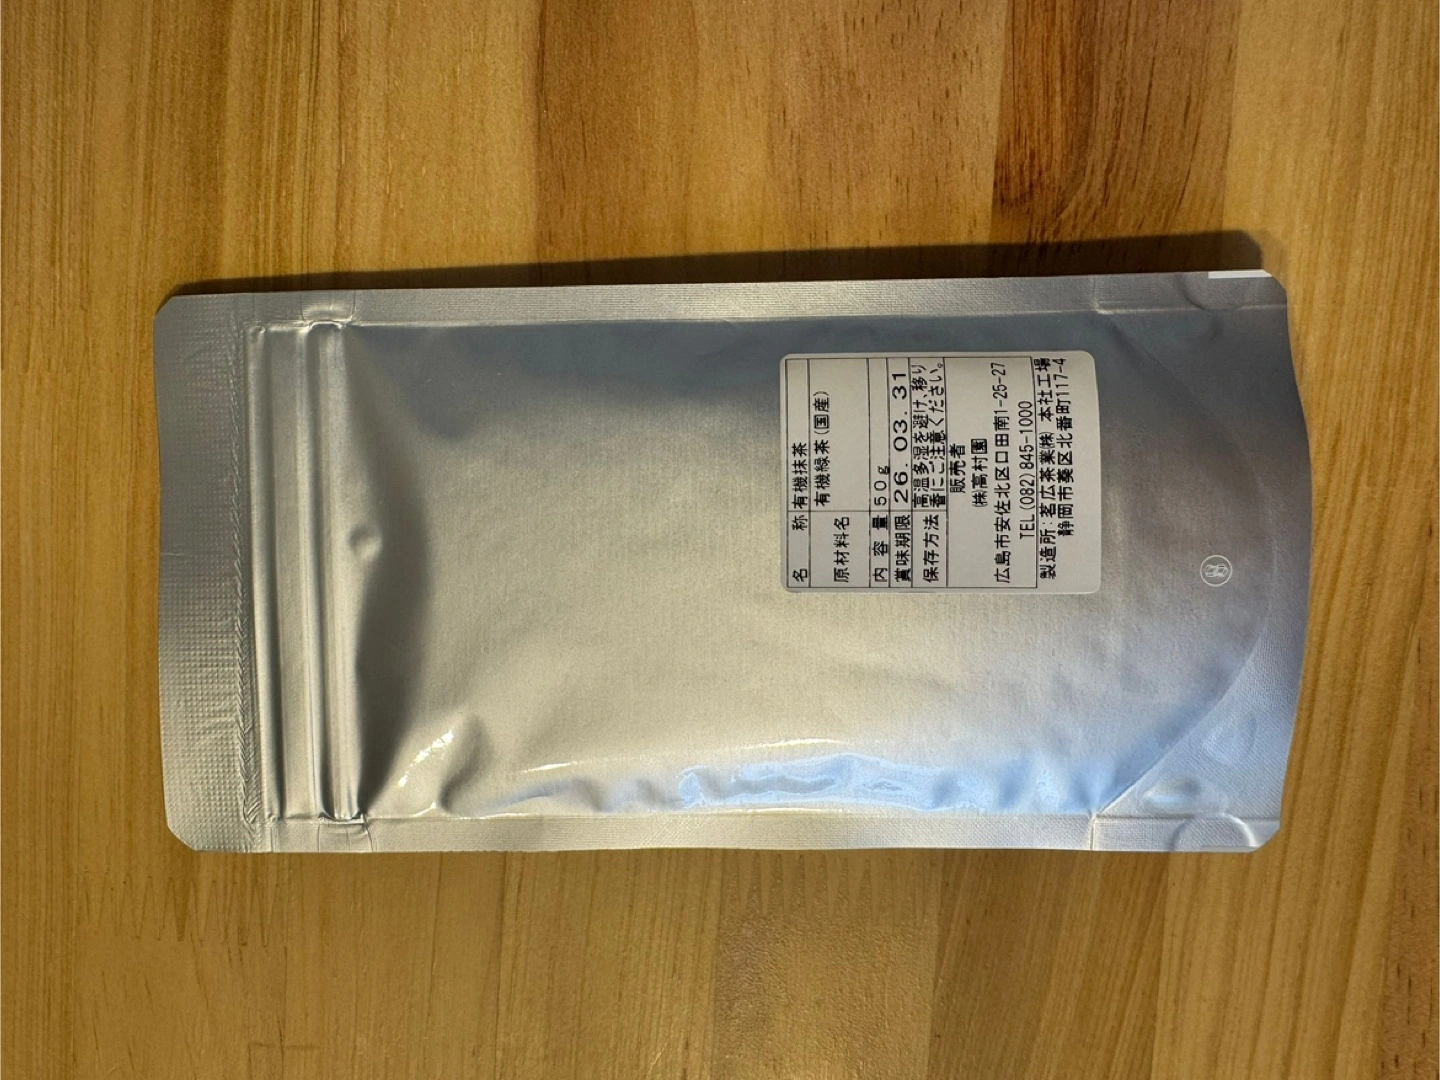 名 称 有機抹茶
原材料名 有機緑茶(国産)
内 容 量 50g
賞味期限 26. 03. 31
保存方法 高温多湿を避け、移り
香にご注意ください。
販売者
㈱高村園
広島市安佐北区口田南1-25-27
TEL(082)845-1000
製造所:茗広茶業㈱ 本社工場
静岡市葵区北番町117-4